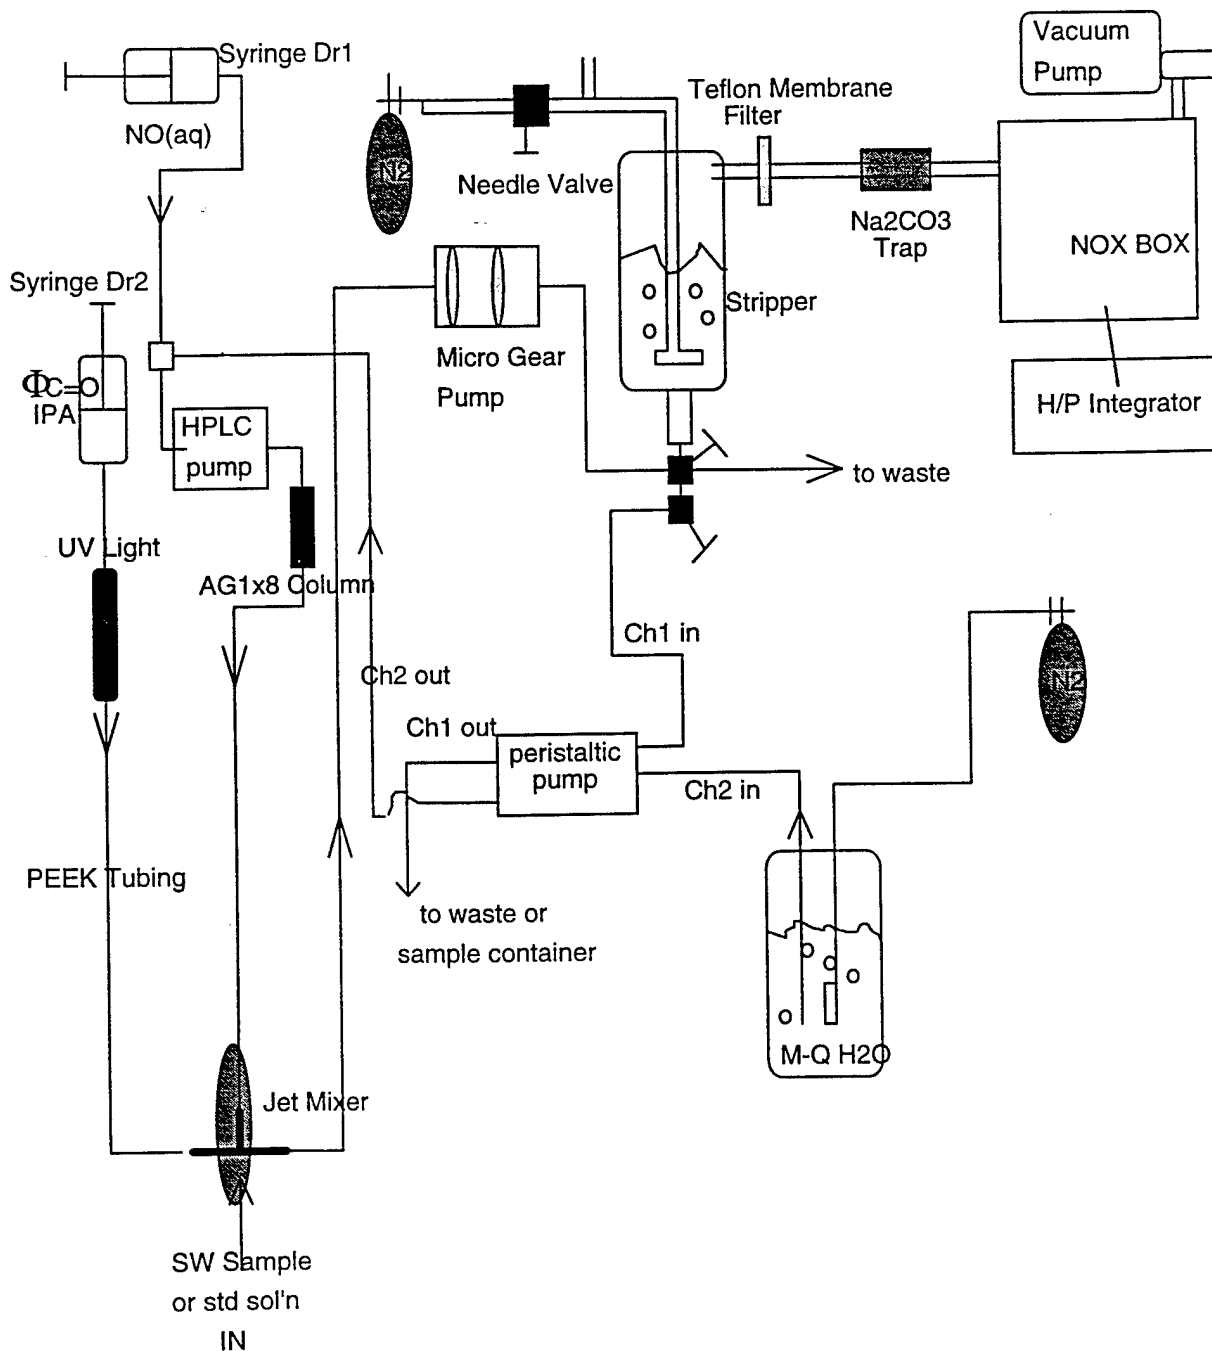 Syringe Dr1
NO(aq)
N2
Needle Valve
Teflon Membrane
Filter
Vacuum
Pump
Na2CO3
Trap
NOX BOX
Syringe Dr2
ΦC=O
IPA
HPLC
pump
Micro Gear
Pump
Stripper
H/P Integrator
to waste
UV Light
AG1x8 Column
Ch1 in
Ch2 out
N2
Ch1 out
peristaltic
pump
Ch2 in
PEEK Tubing
to waste or
sample container
M-Q H2O
Jet Mixer
SW Sample
or std sol'n
IN